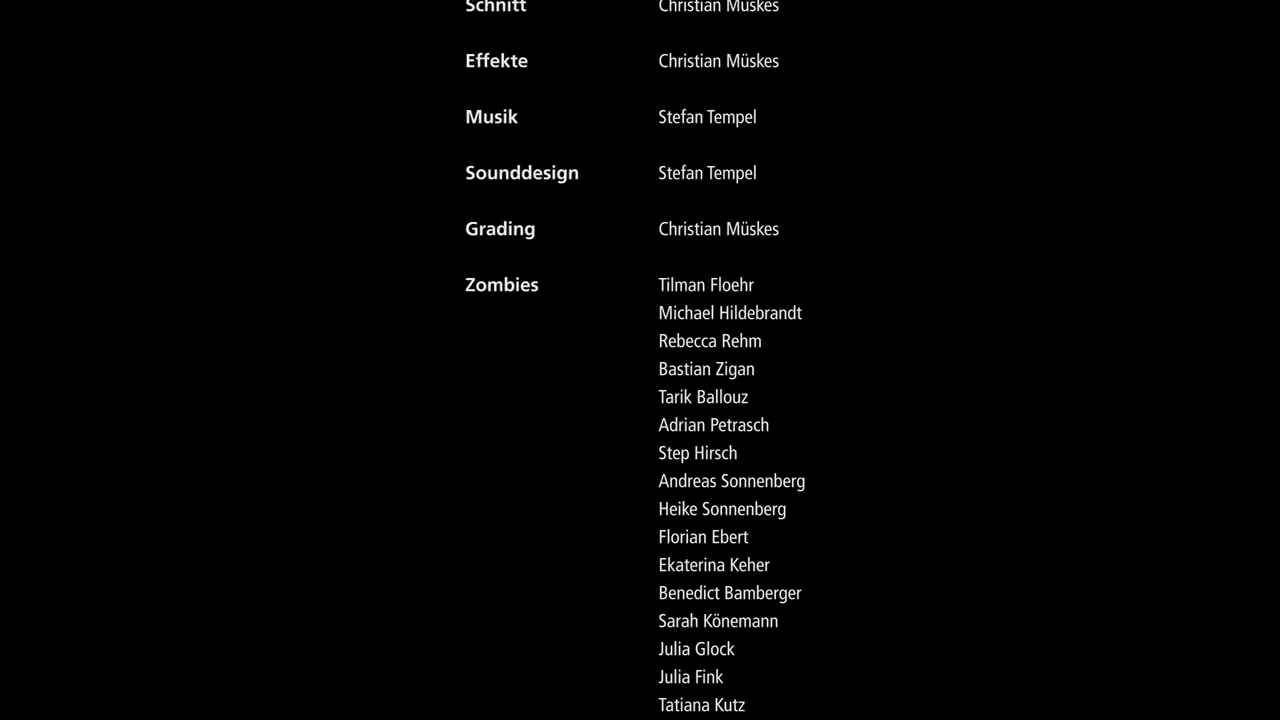 Schnitt Christian Müskes
Effekte Christian Müskes
Musik Stefan Tempel
Sounddesign Stefan Tempel
Grading Christian Müskes
Zombies Tilman Floehr
Michael Hildebrandt
Rebecca Rehm
Bastian Zigan
Tarik Ballouz
Adrian Petrasch
Step Hirsch
Andreas Sonnenberg
Heike Sonnenberg
Florian Ebert
Ekaterina Keher
Benedict Bamberger
Sarah Könemann
Julia Glock
Julia Fink
Tatiana Kutz